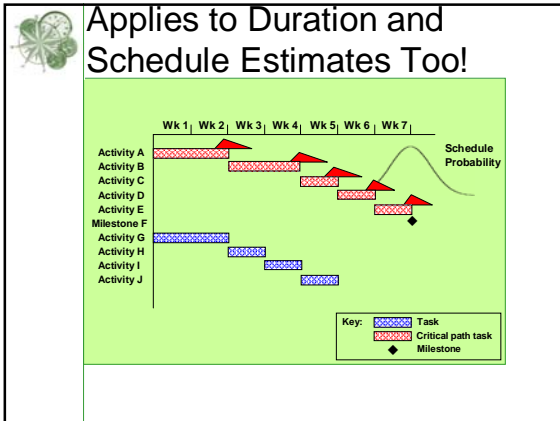 Applies to Duration and
Schedule Estimates Too!
Wk 1 Wk 2 Wk 3 Wk 4 Wk 5 Wk 6 Wk 7
Schedule
Probability
Activity A
Activity B
Activity C
Activity D
Activity E
Milestone F
Activity G
Activity H
Activity I
Activity J
Key: Task
Critical path task
Milestone